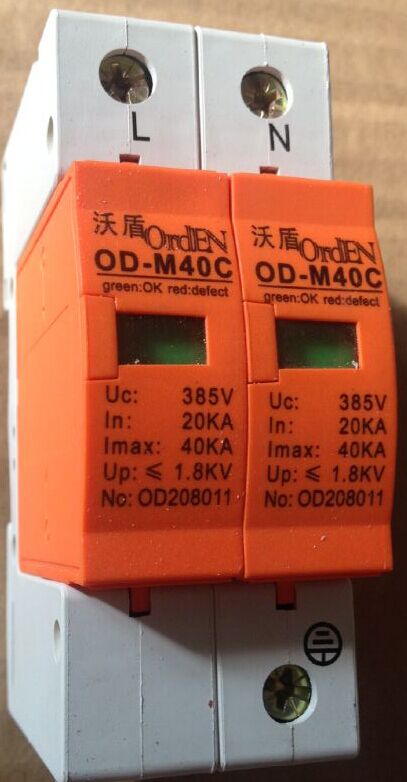 L
N
沃盾OrdEN
OD-M40C
green:OK red:defect
Uc: 385V
In: 20KA
Imax: 40KA
Up: ≤ 1.8KV
No: OD208011
沃盾OrdEN
OD-M40C
green:OK red:defect
Uc: 385V
In: 20KA
Imax: 40KA
Up: ≤ 1.8KV
No: OD208011